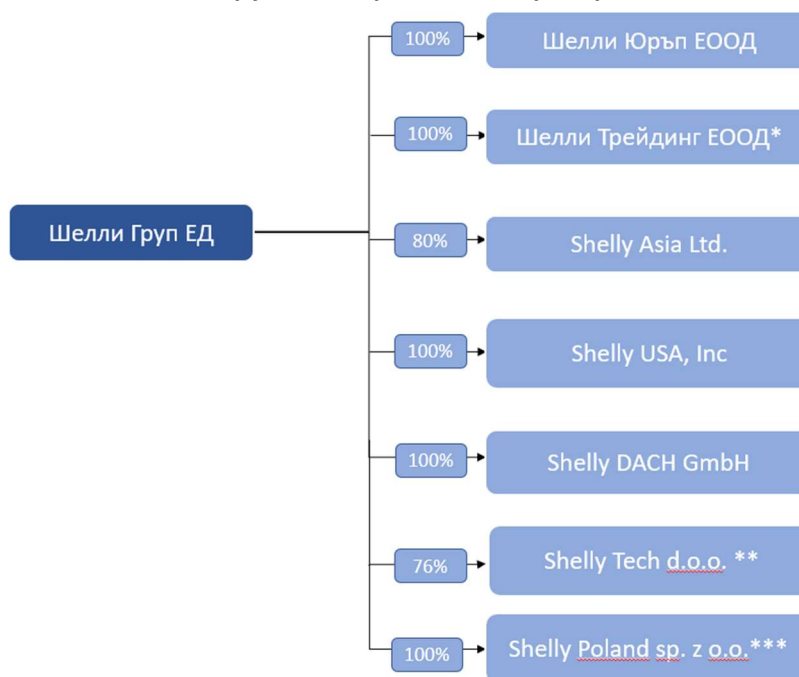 100%
Шелли Юръп ЕООД
100%
Шелли Трейдинг ЕООД*
Шелли Груп ЕД
80%
Shelly Asia Ltd.
100%
Shelly USA, Inc
100%
Shelly DACH GmbH
76%
Shelly Tech d.o.o. **
100%
Shelly Poland sp. z o.o.***